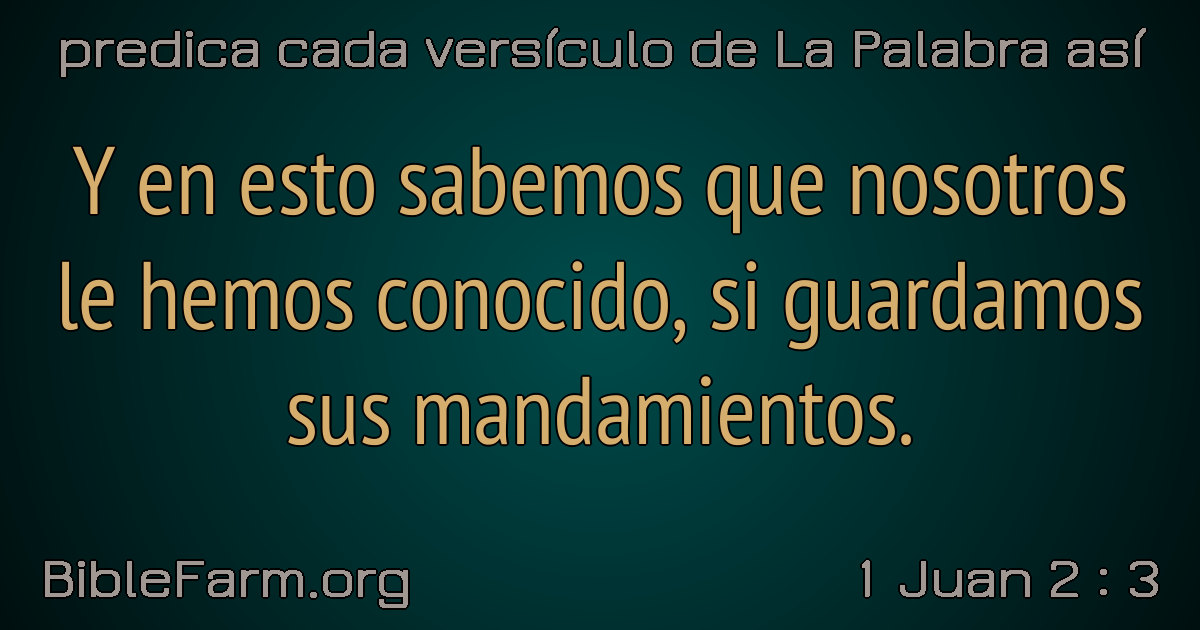 predica cada versículo de La Palabra así
Y en esto sabemos que nosotros
le hemos conocido, si guardamos
sus mandamientos.
BibleFarm.org
1 Juan 2 : 3